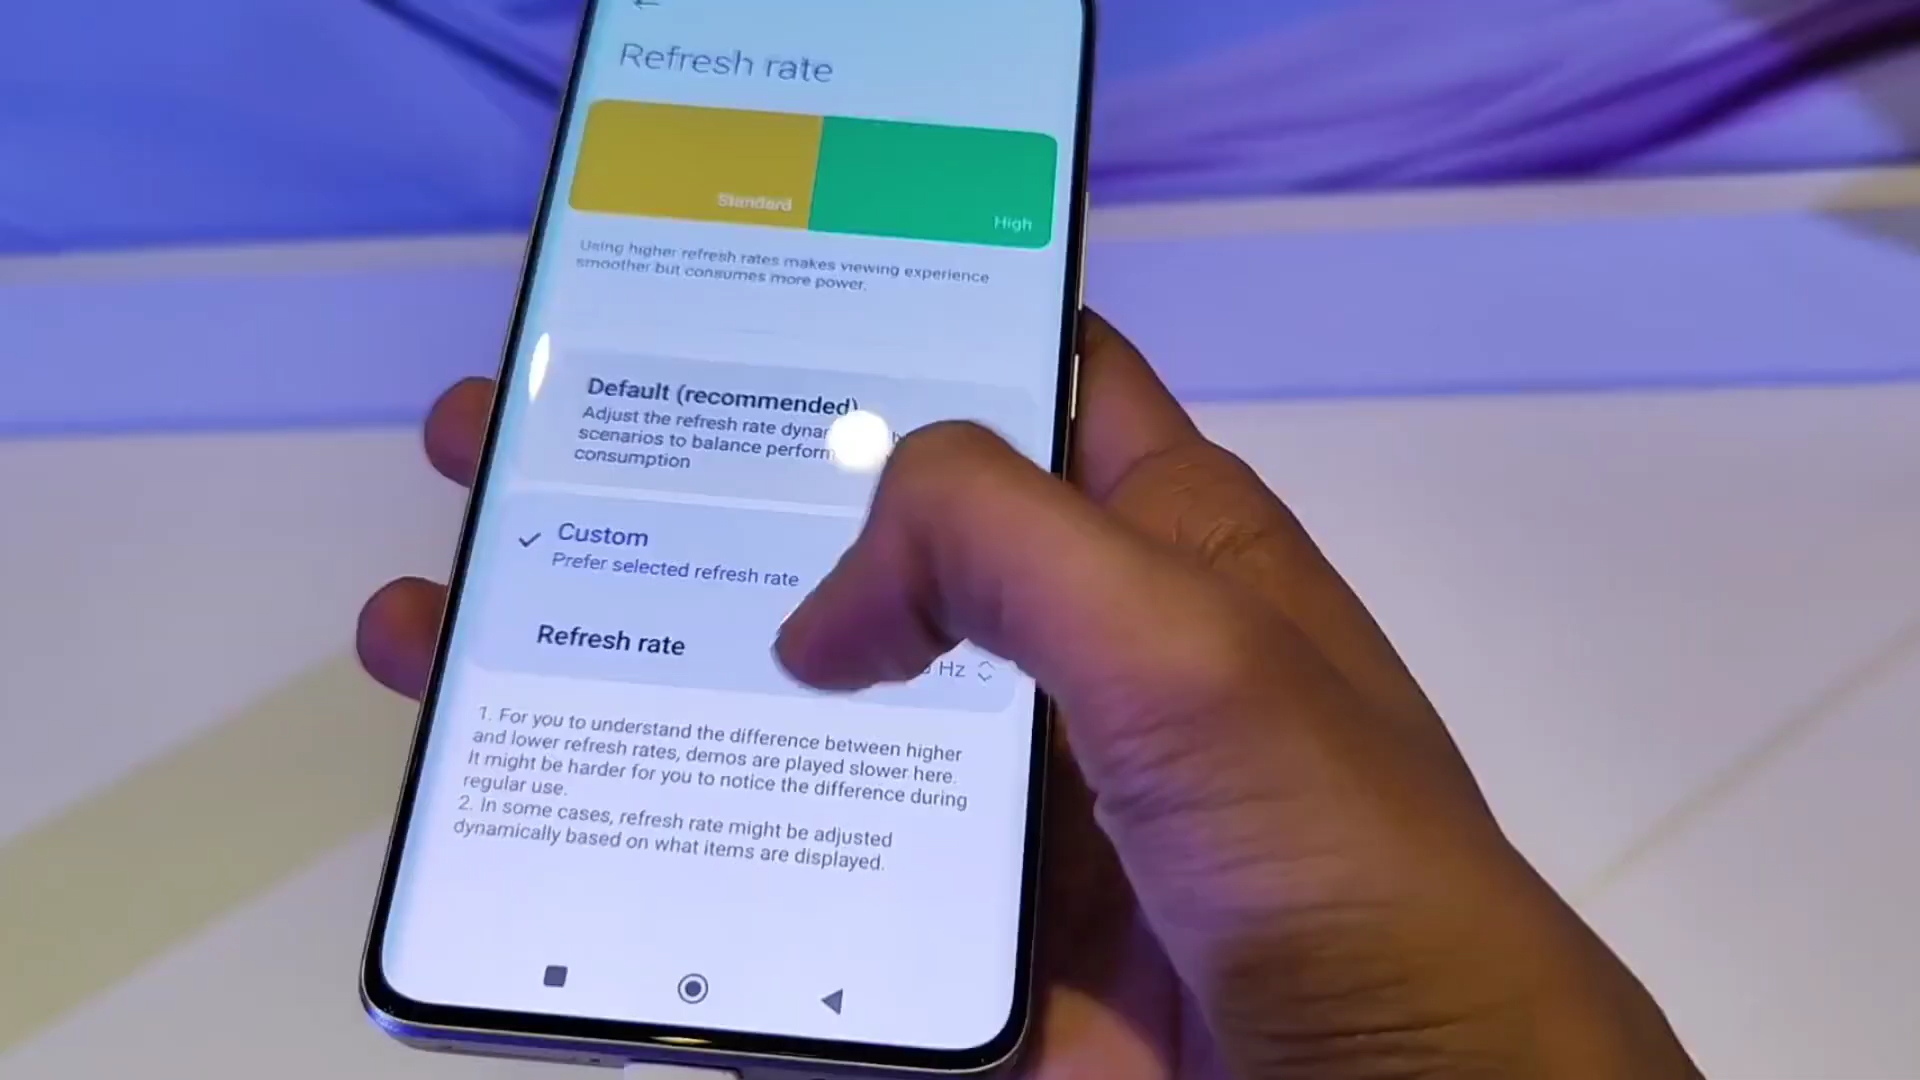 Refresh rate
Standard
High
Using higher refresh rates makes viewing experience
smoother but consumes more power.
Default (recommended)
Adjust the refresh rate
scenarios to balance
consumption
Custom
Prefer selected refresh rate
Refresh rate
Hz
1. For you to understand the difference between higher
and lower refresh rates, demos are played slower here.
It might be harder for you to notice the difference during
regular use.
2. In some cases, refresh rate might be adjusted
dynamically based on what items are displayed.